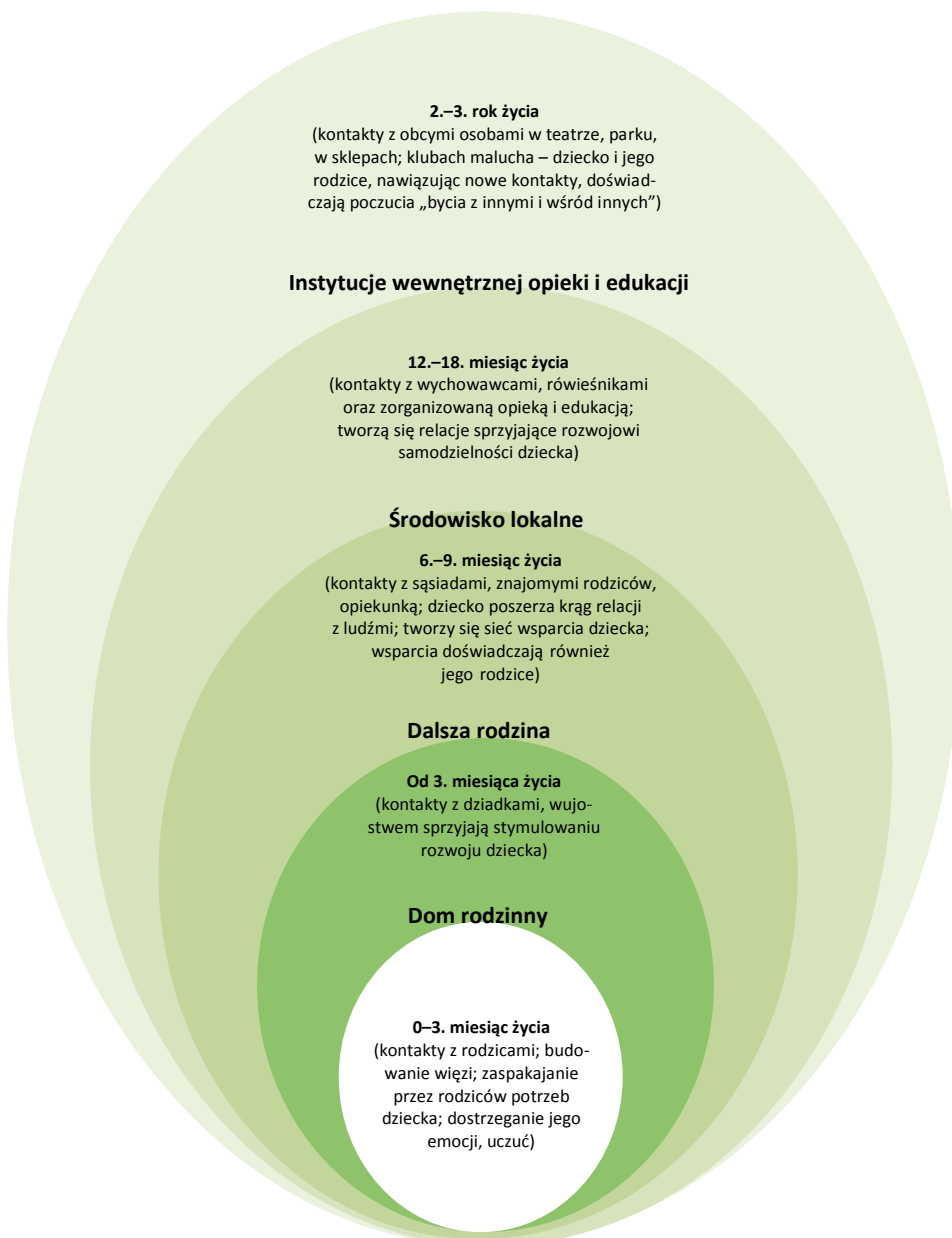 2.–3. rok życia
(kontakty z obcymi osobami w teatrze, parku,
w sklepach; klubach malucha – dziecko i jego
rodzice, nawiązując nowe kontakty, doświad-
czają poczucia „bycia z innymi i wśród innych”)
Instytucje wewnętrznej opieki i edukacji
12.–18. miesiąc życia
(kontakty z wychowawcami, rówieśnikami
oraz zorganizowaną opieką i edukacją;
tworzą się relacje sprzyjające rozwojowi
samodzielności dziecka)
Środowisko lokalne
6.–9. miesiąc życia
(kontakty z sąsiadami, znajomymi rodziców,
opiekunką; dziecko poszerza krąg relacji
z ludźmi; tworzy się sieć wsparcia dziecka;
wsparcia doświadczają również
jego rodzice)
Dalsza rodzina
Od 3. miesiąca życia
(kontakty z dziadkami, wujo-
stwem sprzyjają stymulowaniu
rozwoju dziecka)
Dom rodzinny
0–3. miesiąc życia
(kontakty z rodzicami; budo-
wanie więzi; zaspakajanie
przez rodziców potrzeb
dziecka; dostrzeganie jego
emocji, uczuć)